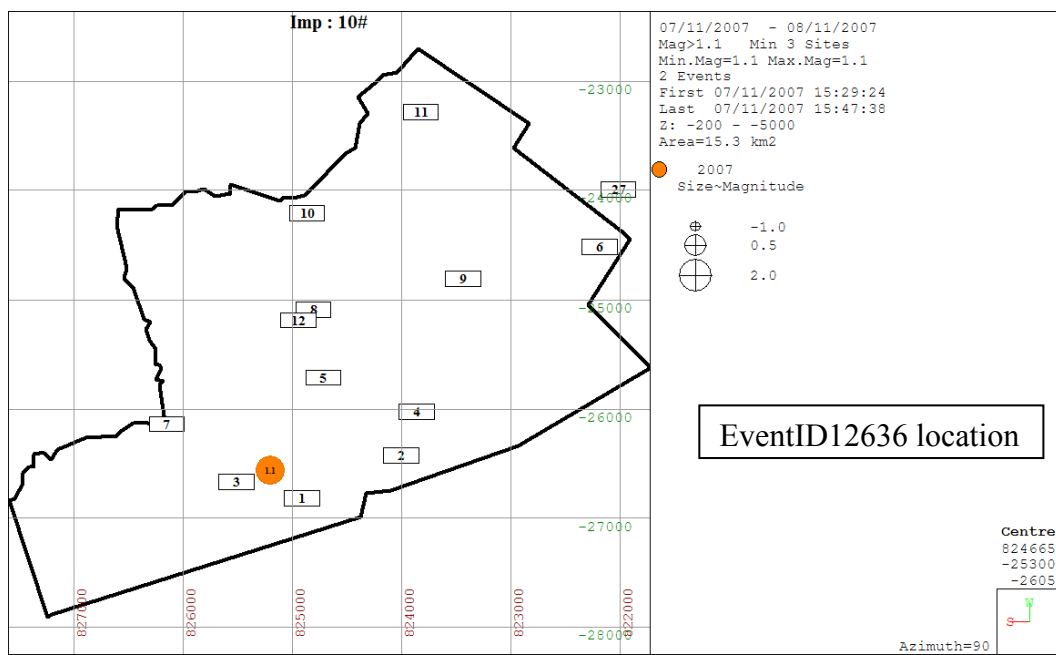 Imp : 10#
07/11/2007 - 08/11/2007
Mag>1.1 Min 3 Sites
Min.Mag=1.1 Max.Mag=1.1
2 Events
First 07/11/2007 15:29:24
Last 07/11/2007 15:47:38
Z: -200 - -5000
Area=15.3 km2
2007
Size~Magnitude
-1.0
0.5
2.0
-23000
11
27
-24000
10
6
9
-25000
8
12
5
-26000
4
7
2
1.1
3
1
-27000
-28000
827000
826000
825000
824000
823000
822000
EventID12636 location
Centre
824665
-25300
-2605
N
S
Azimuth=90